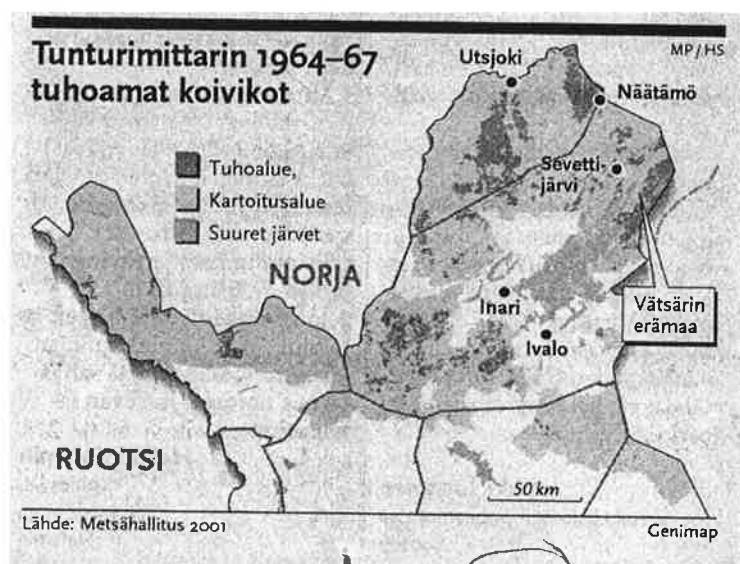 Tunturimittarin 1964–67
tuhoamat koivikot
MP/HS
Utsjoki
Näätämö
Tuhoalue,
Kartoitusalue
Suuret järvet
Sevetti-
järvi
NORJA
Inari
Ivalo
Vätsärin
erämaa
RUOTSI
50 km
Lähde: Metsähallitus 2001
Genimap